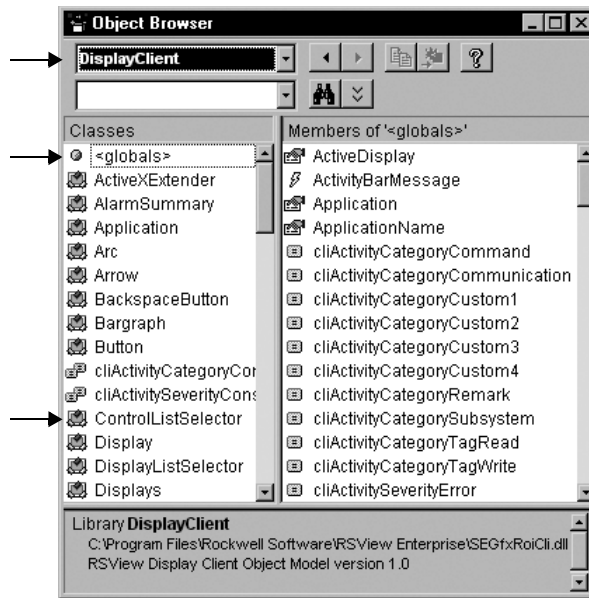 Object Browser
DisplayClient
Classes
<globals>
ActiveXExtender
AlarmSummary
Application
Arc
Arrow
BackspaceButton
Bargraph
Button
cliActivityCategoryCor
cliActivitySeverityCons
ControlListSelector
Display
DisplayListSelector
Displays
Members of '<globals>'
ActiveDisplay
ActivityBarMessage
Application
ApplicationName
cliActivityCategoryCommand
cliActivityCategoryCommunication
cliActivityCategoryCustom1
cliActivityCategoryCustom2
cliActivityCategoryCustom3
cliActivityCategoryCustom4
cliActivityCategoryRemark
cliActivityCategorySubsystem
cliActivityCategoryTagRead
cliActivityCategoryTagWrite
cliActivitySeverityError
Library DisplayClient
C:\Program Files\Rockwell Software\RSView Enterprise\SEGfxRoiCli.dll
RSView Display Client Object Model version 1.0